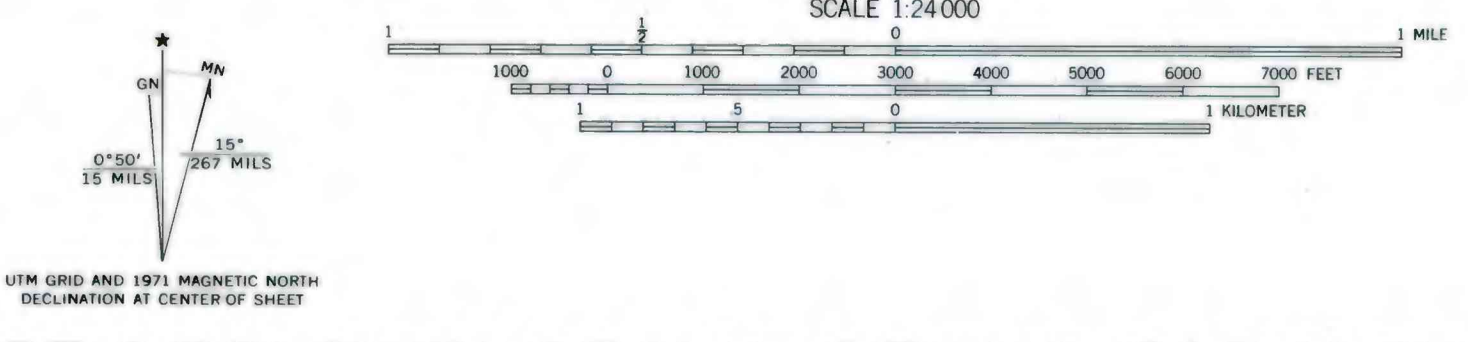 SCALE 1:24 000
1 ½ 0 1 MILE
1000 0 1000 2000 3000 4000 5000 6000 7000 FEET
1 .5 0 1 KILOMETER
GN MN
0°50′ 15°
15 MILS 267 MILS
UTM GRID AND 1971 MAGNETIC NORTH
DECLINATION AT CENTER OF SHEET